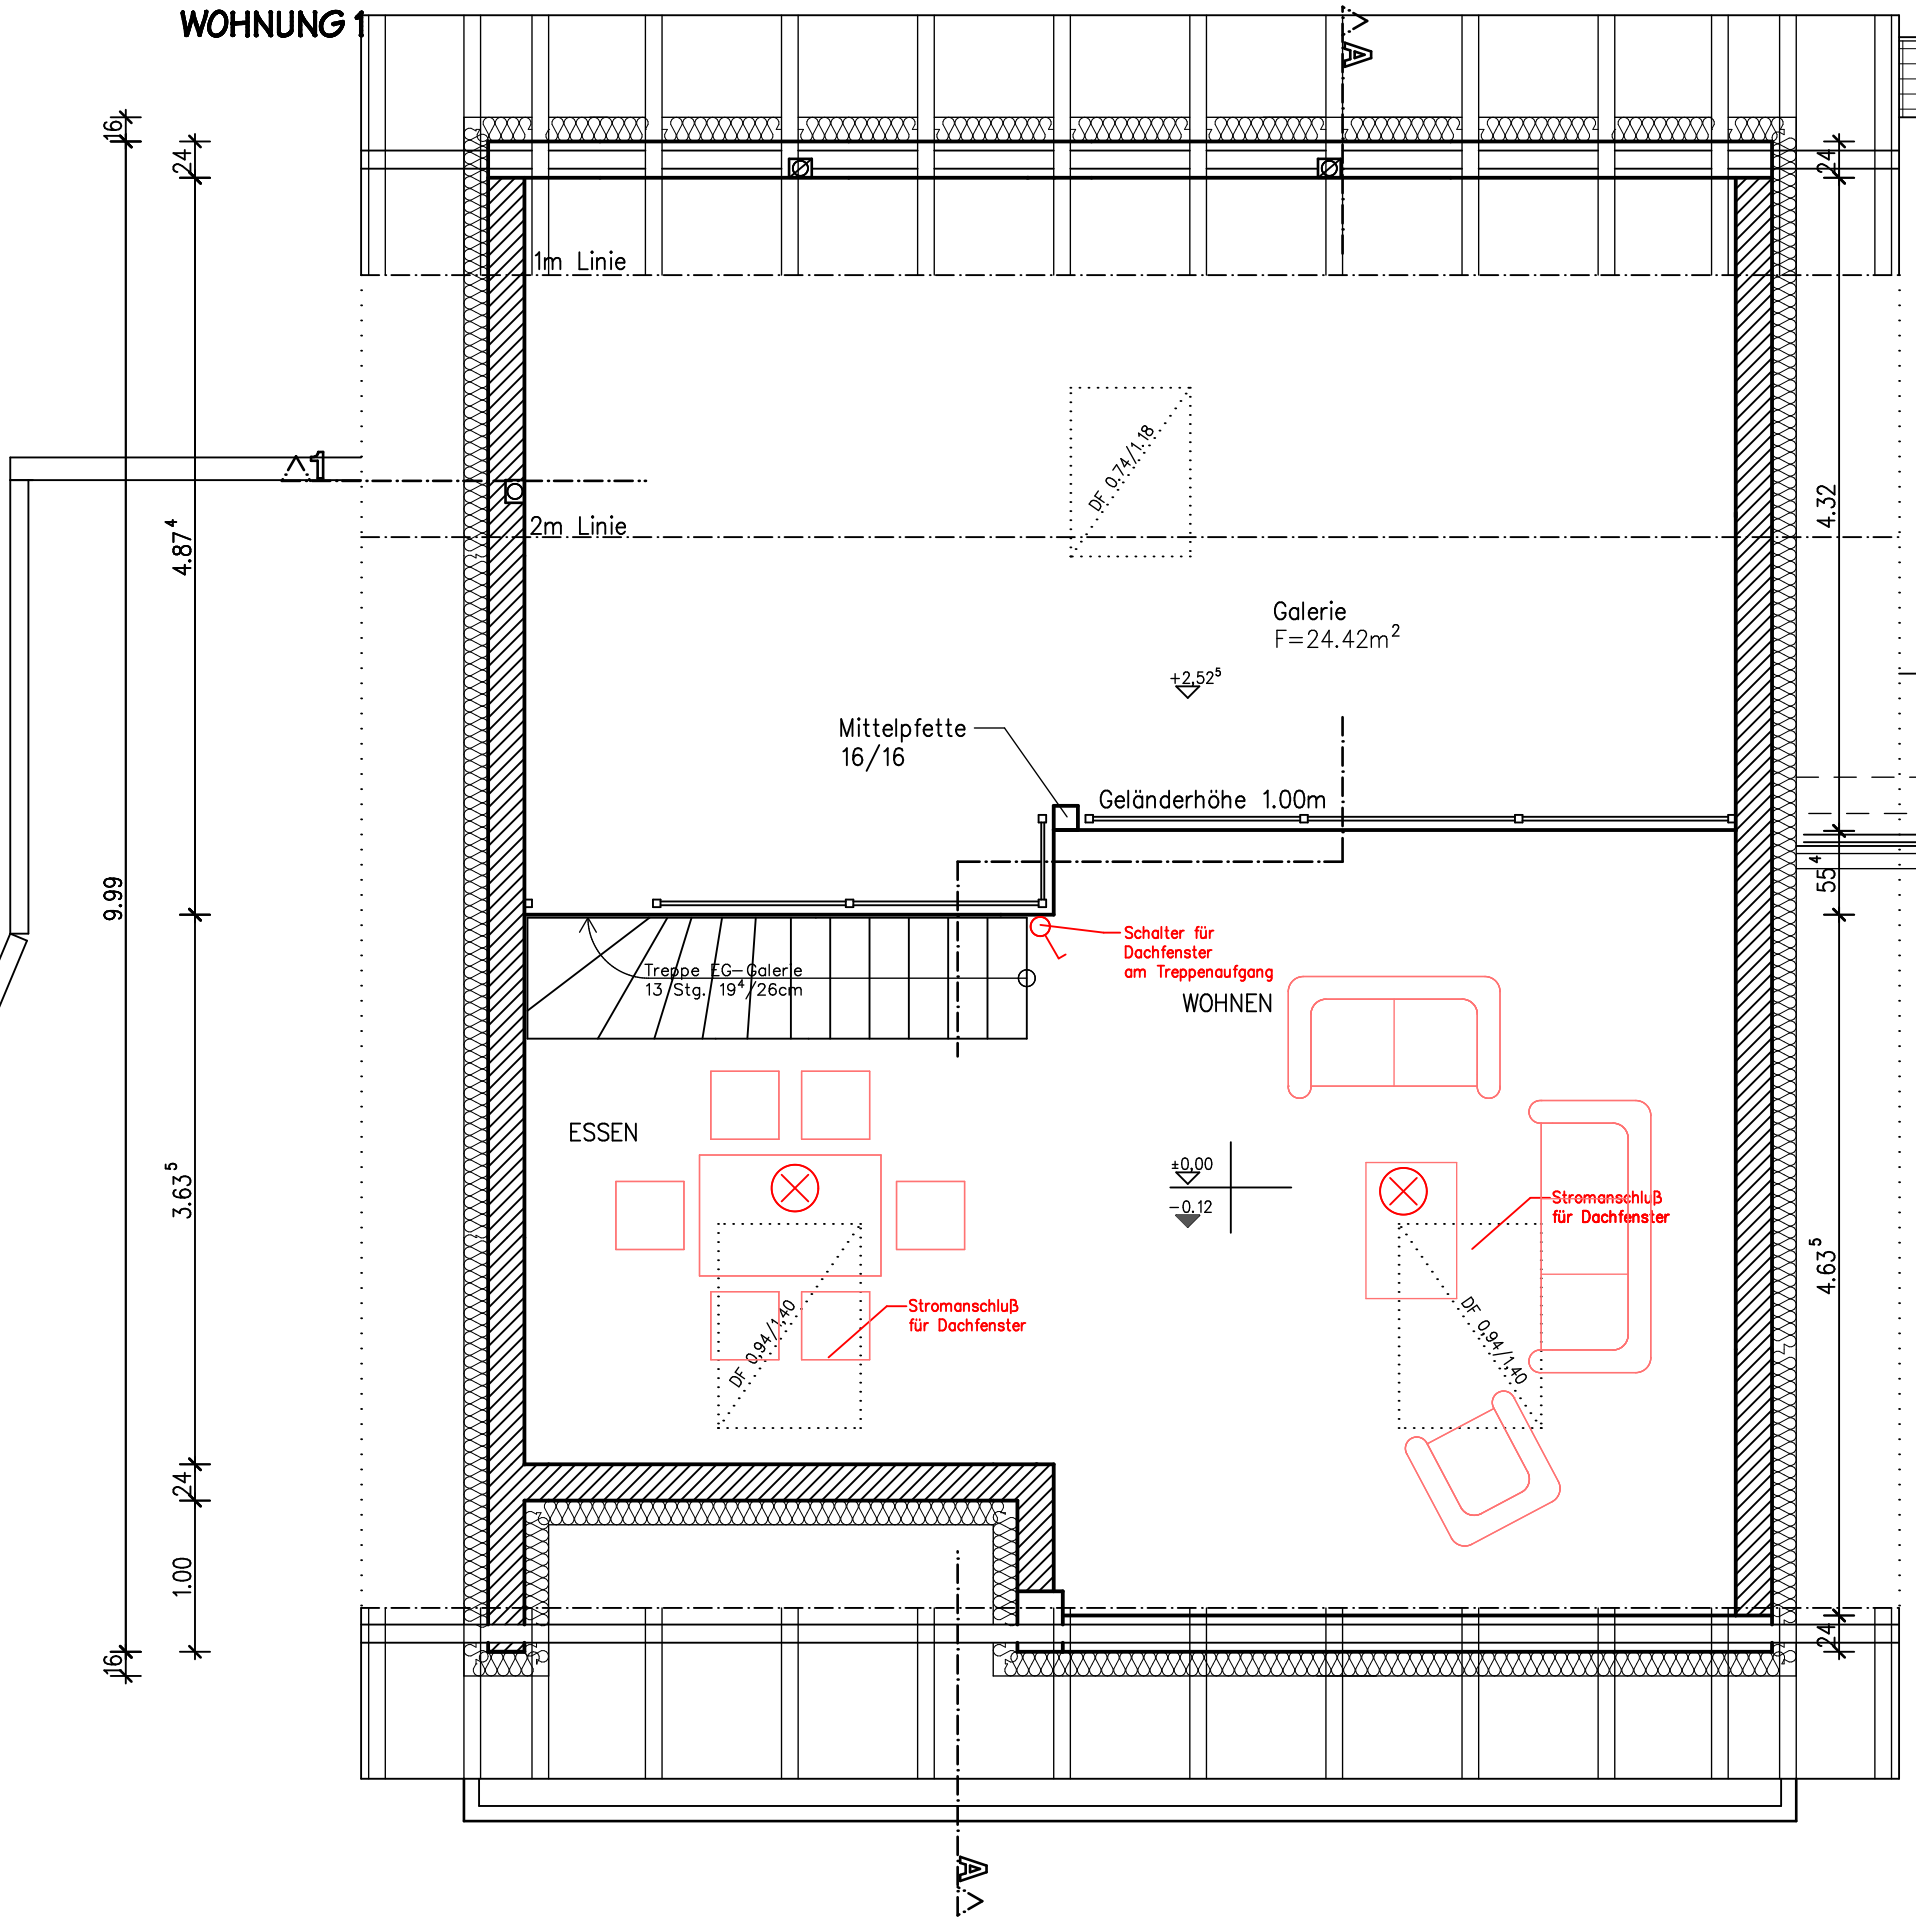 WOHNUNG 1
A
16
24
24
1m Linie
1
2m Linie
DF 0.74/1.18
4.87⁴
4.32
Galerie
F=24.42m²
+2,52⁵
Mittelpfette
16/16
Geländerhöhe 1.00m
9.99
55⁴
Schalter für
Dachfenster
am Treppenaufgang
Treppe EG-Galerie
13 Stg. 19⁴/26cm
WOHNEN
ESSEN
±0,00
-0.12
3.63⁵
4.63⁵
Stromanschluß
für Dachfenster
Stromanschluß
für Dachfenster
DF 0,94/1,40
DF 0,94/1,40
24
1.00
24
16
A